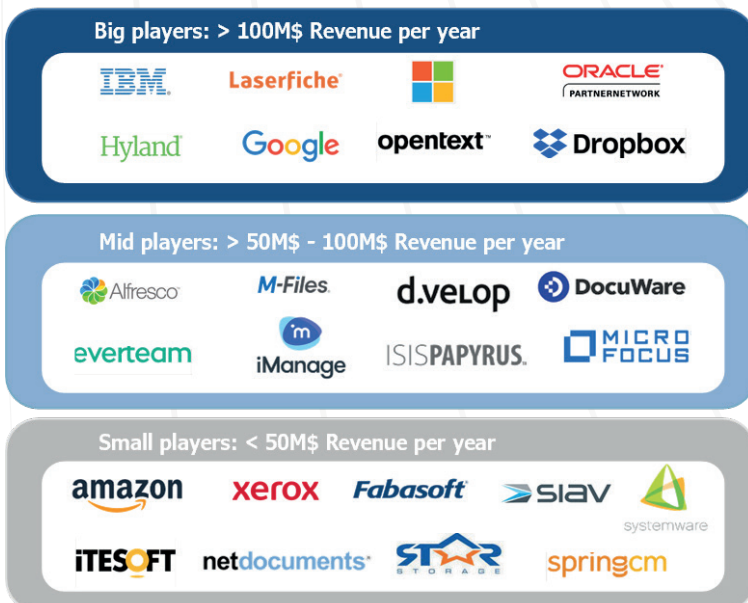 Big players: > 100M$ Revenue per year
IBM®
Laserfiche®
ORACLE®
PARTNERNETWORK
Hyland
Google
opentext™
Dropbox
Mid players: > 50M$ - 100M$ Revenue per year
Alfresco
M-Files.
d.velop
DocuWare
everteam
m
iManage
ISISPAPYRUS.
MICRO
FOCUS
Small players: < 50M$ Revenue per year
amazon
xerox
Fabasoft
SIAV
systemware
iTESOFT
netdocuments
STAR
STORAGE
springcm